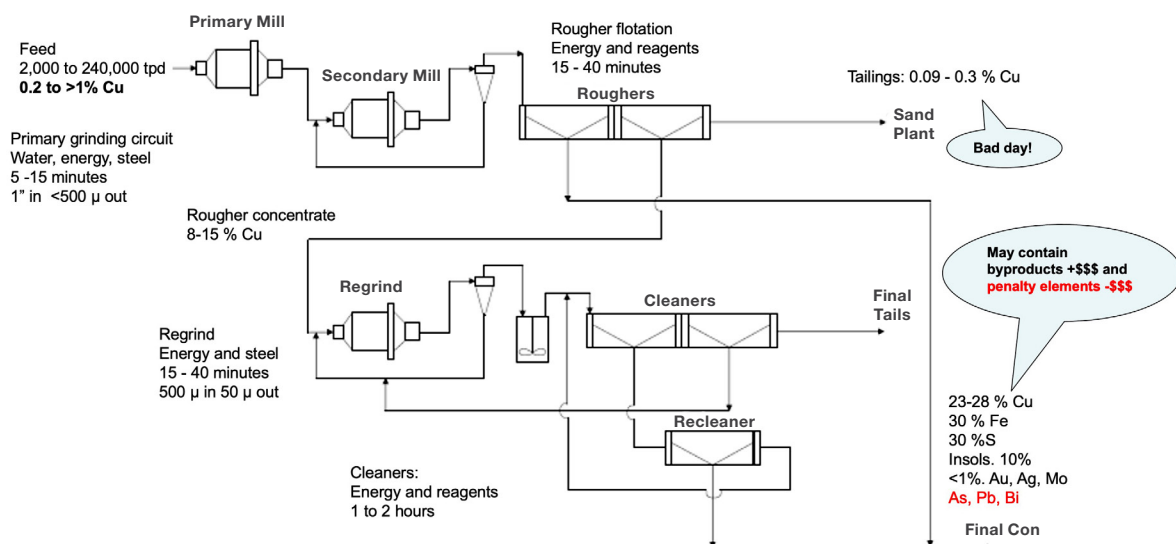 Primary Mill
Feed
2,000 to 240,000 tpd
0.2 to >1% Cu
Secondary Mill
Rougher flotation
Energy and reagents
15 - 40 minutes
Roughers
Tailings: 0.09 - 0.3 % Cu
Sand
Plant
Bad day!
Primary grinding circuit
Water, energy, steel
5 -15 minutes
1” in <500 µ out
Rougher concentrate
8-15 % Cu
May contain
byproducts +$$$ and
penalty elements -$$$
Regrind
Cleaners
Final
Tails
Regrind
Energy and steel
15 - 40 minutes
500 µ in 50 µ out
Recleaner
23-28 % Cu
30 % Fe
30 %S
Insols. 10%
<1%. Au, Ag, Mo
As, Pb, Bi
Cleaners:
Energy and reagents
1 to 2 hours
Final Con